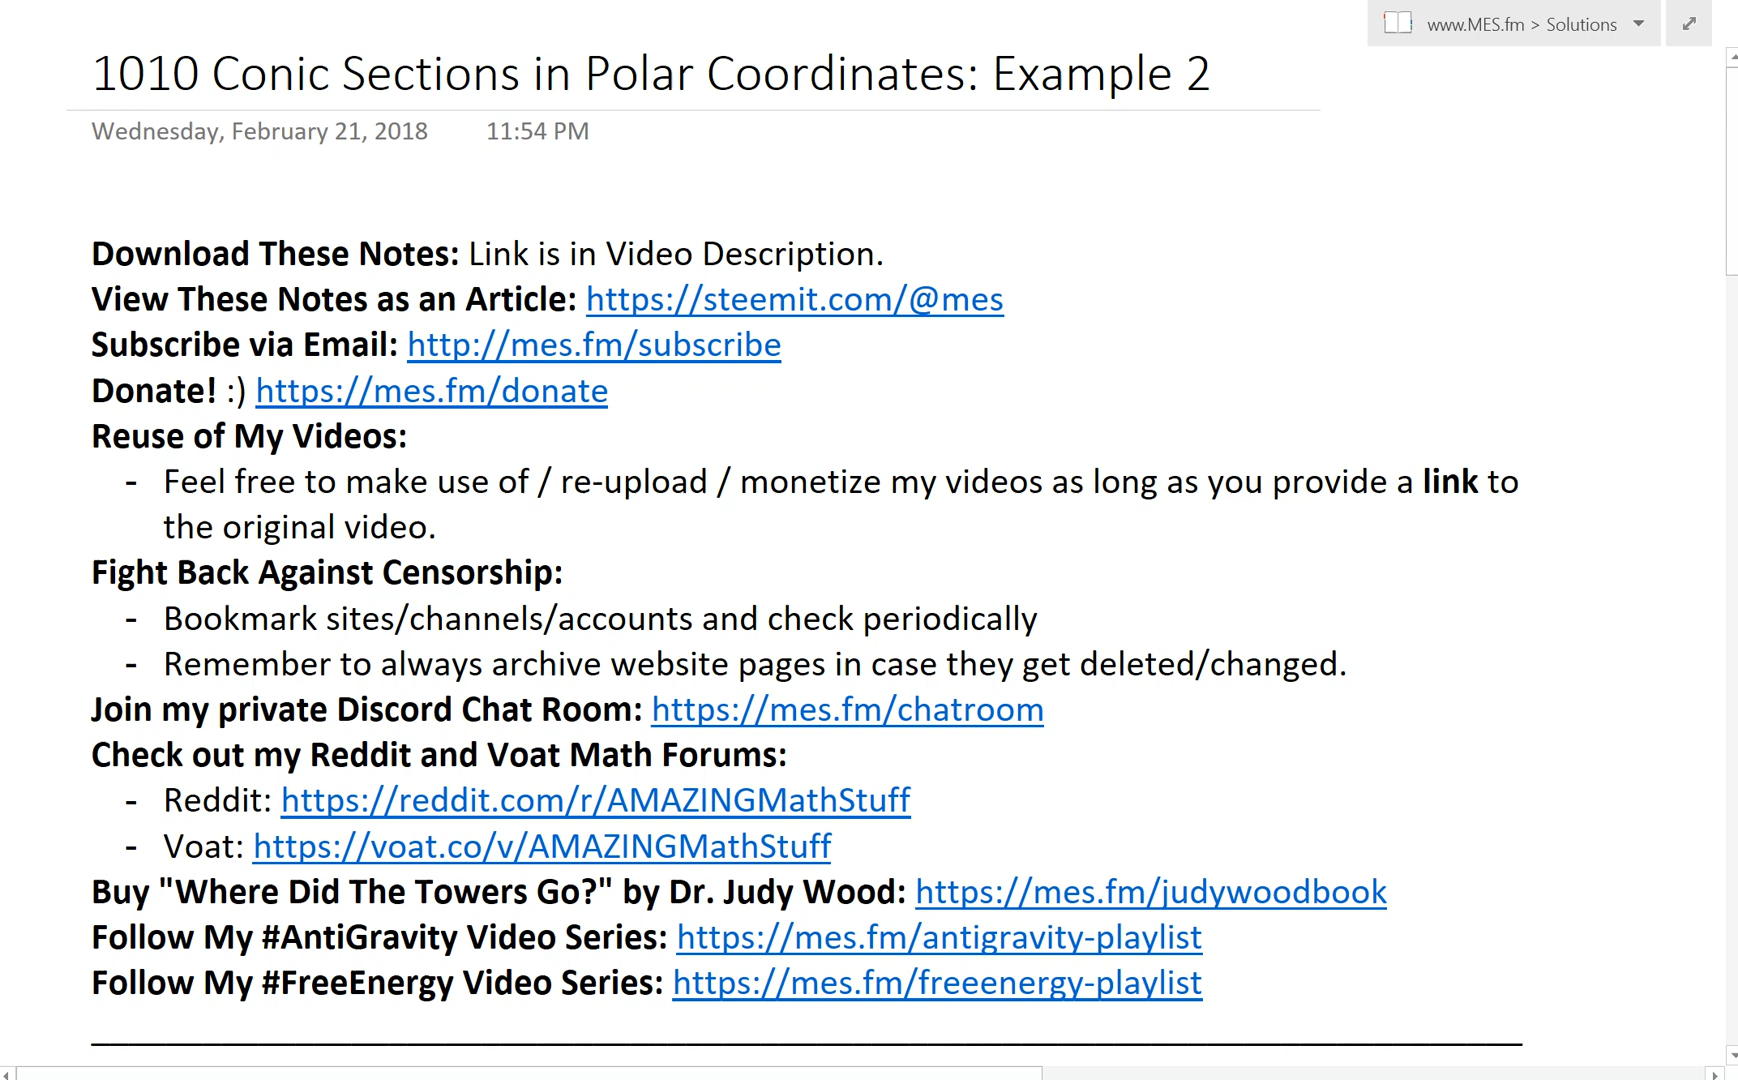 www.MES.fm > Solutions
1010 Conic Sections in Polar Coordinates: Example 2
Wednesday, February 21, 2018 11:54 PM
Download These Notes: Link is in Video Description.
View These Notes as an Article: https://steemit.com/@mes
Subscribe via Email: http://mes.fm/subscribe
Donate! :) https://mes.fm/donate
Reuse of My Videos:
- Feel free to make use of / re-upload / monetize my videos as long as you provide a link to
the original video.
Fight Back Against Censorship:
- Bookmark sites/channels/accounts and check periodically
- Remember to always archive website pages in case they get deleted/changed.
Join my private Discord Chat Room: https://mes.fm/chatroom
Check out my Reddit and Voat Math Forums:
- Reddit: https://reddit.com/r/AMAZINGMathStuff
- Voat: https://voat.co/v/AMAZINGMathStuff
Buy "Where Did The Towers Go?" by Dr. Judy Wood: https://mes.fm/judywoodbook
Follow My #AntiGravity Video Series: https://mes.fm/antigravity-playlist
Follow My #FreeEnergy Video Series: https://mes.fm/freeenergy-playlist